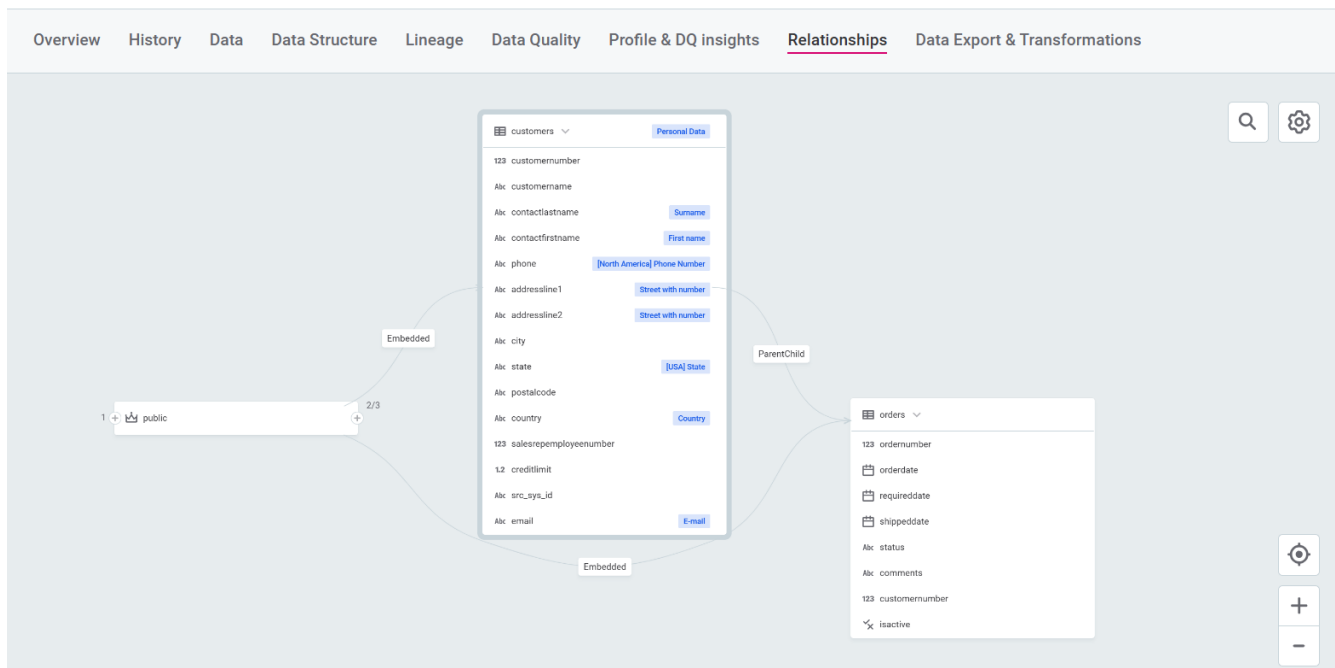 Overview History Data Data Structure Lineage Data Quality Profile & DQ insights Relationships Data Export & Transformations
customers Personal Data
123 customernumber
Abc customername
Abc contactlastname Surname
Abc contactfirstname First name
Abc phone [North America] Phone Number
Abc addressline1 Street with number
Abc addressline2 Street with number
Abc city
Abc state [USA] State
Abc postalcode
Abc country Country
123 salesrepemployeenumber
1.2 creditlimit
Abc src_sys_id
Abc email E-mail
Embedded
ParentChild
1 public 2/3
Embedded
orders
123 ordernumber
orderdate
requireddate
shippeddate
Abc status
Abc comments
123 customernumber
isactive